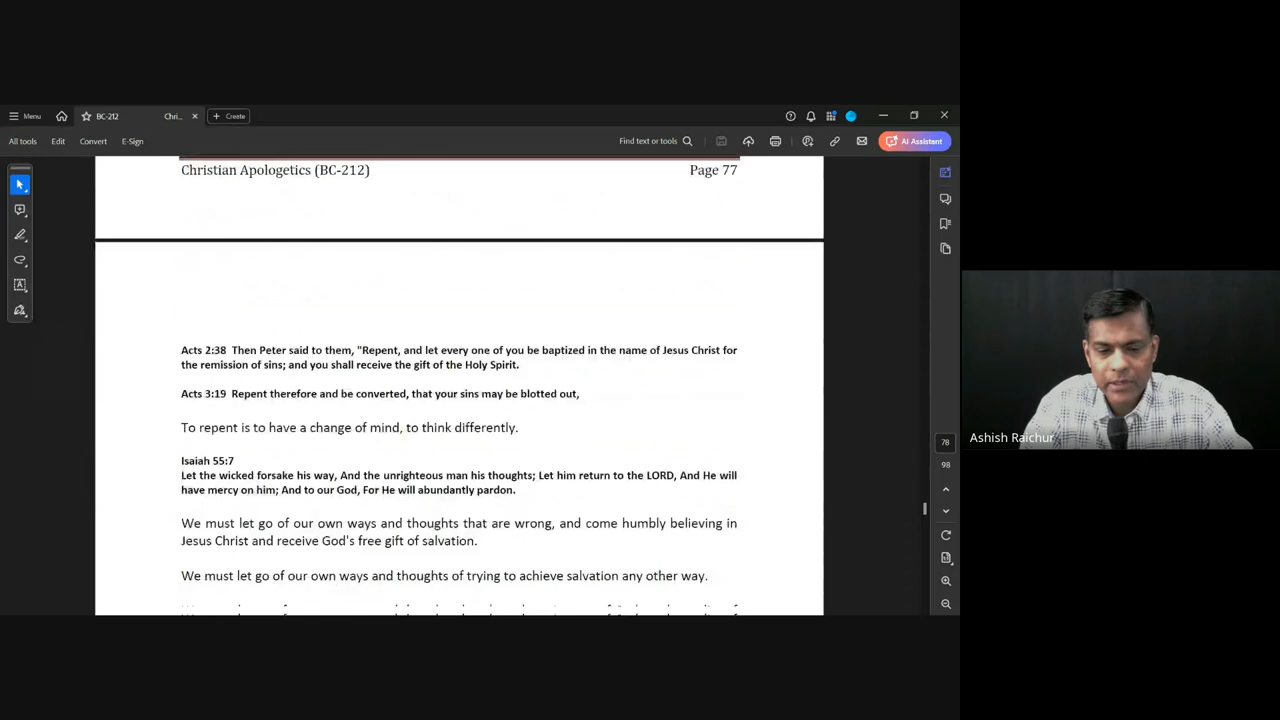 Menu
BC-212
Chri...
Create
All tools
Edit
Convert
E-Sign
Find text or tools
AI Assistant
Christian Apologetics (BC-212)
Page 77
Acts 2:38 Then Peter said to them, "Repent, and let every one of you be baptized in the name of Jesus Christ for
the remission of sins; and you shall receive the gift of the Holy Spirit.
Acts 3:19 Repent therefore and be converted, that your sins may be blotted out,
To repent is to have a change of mind, to think differently.
Isaiah 55:7
Let the wicked forsake his way, And the unrighteous man his thoughts; Let him return to the LORD, And He will
have mercy on him; And to our God, For He will abundantly pardon.
We must let go of our own ways and thoughts that are wrong, and come humbly believing in
Jesus Christ and receive God's free gift of salvation.
We must let go of our own ways and thoughts of trying to achieve salvation any other way.
78
98
Ashish Raichur